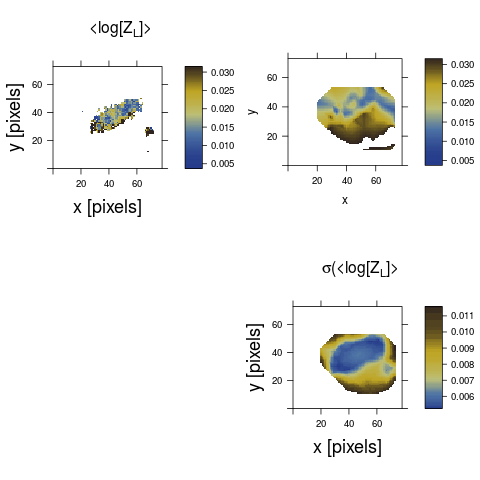 <log[Z_L]>
y [pixels]
60
40
20
20 40 60
x [pixels]
0.030
0.025
0.020
0.015
0.010
0.005
y
60
40
20
20 40 60
x
0.030
0.025
0.020
0.015
0.010
0.005
σ(<log[Z_L]>
y [pixels]
60
40
20
20 40 60
x [pixels]
0.011
0.010
0.009
0.008
0.007
0.006